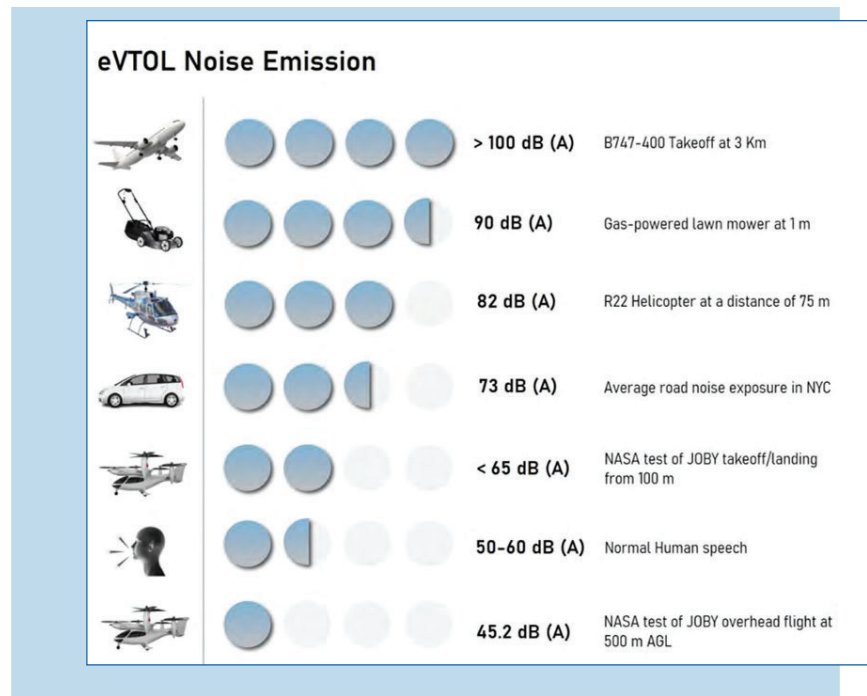 eVTOL Noise Emission
> 100 dB (A) B747-400 Takeoff at 3 Km
90 dB (A) Gas-powered lawn mower at 1 m
82 dB (A) R22 Helicopter at a distance of 75 m
73 dB (A) Average road noise exposure in NYC
< 65 dB (A) NASA test of JOBY takeoff/landing
from 100 m
50-60 dB (A) Normal Human speech
45.2 dB (A) NASA test of JOBY overhead flight at
500 m AGL